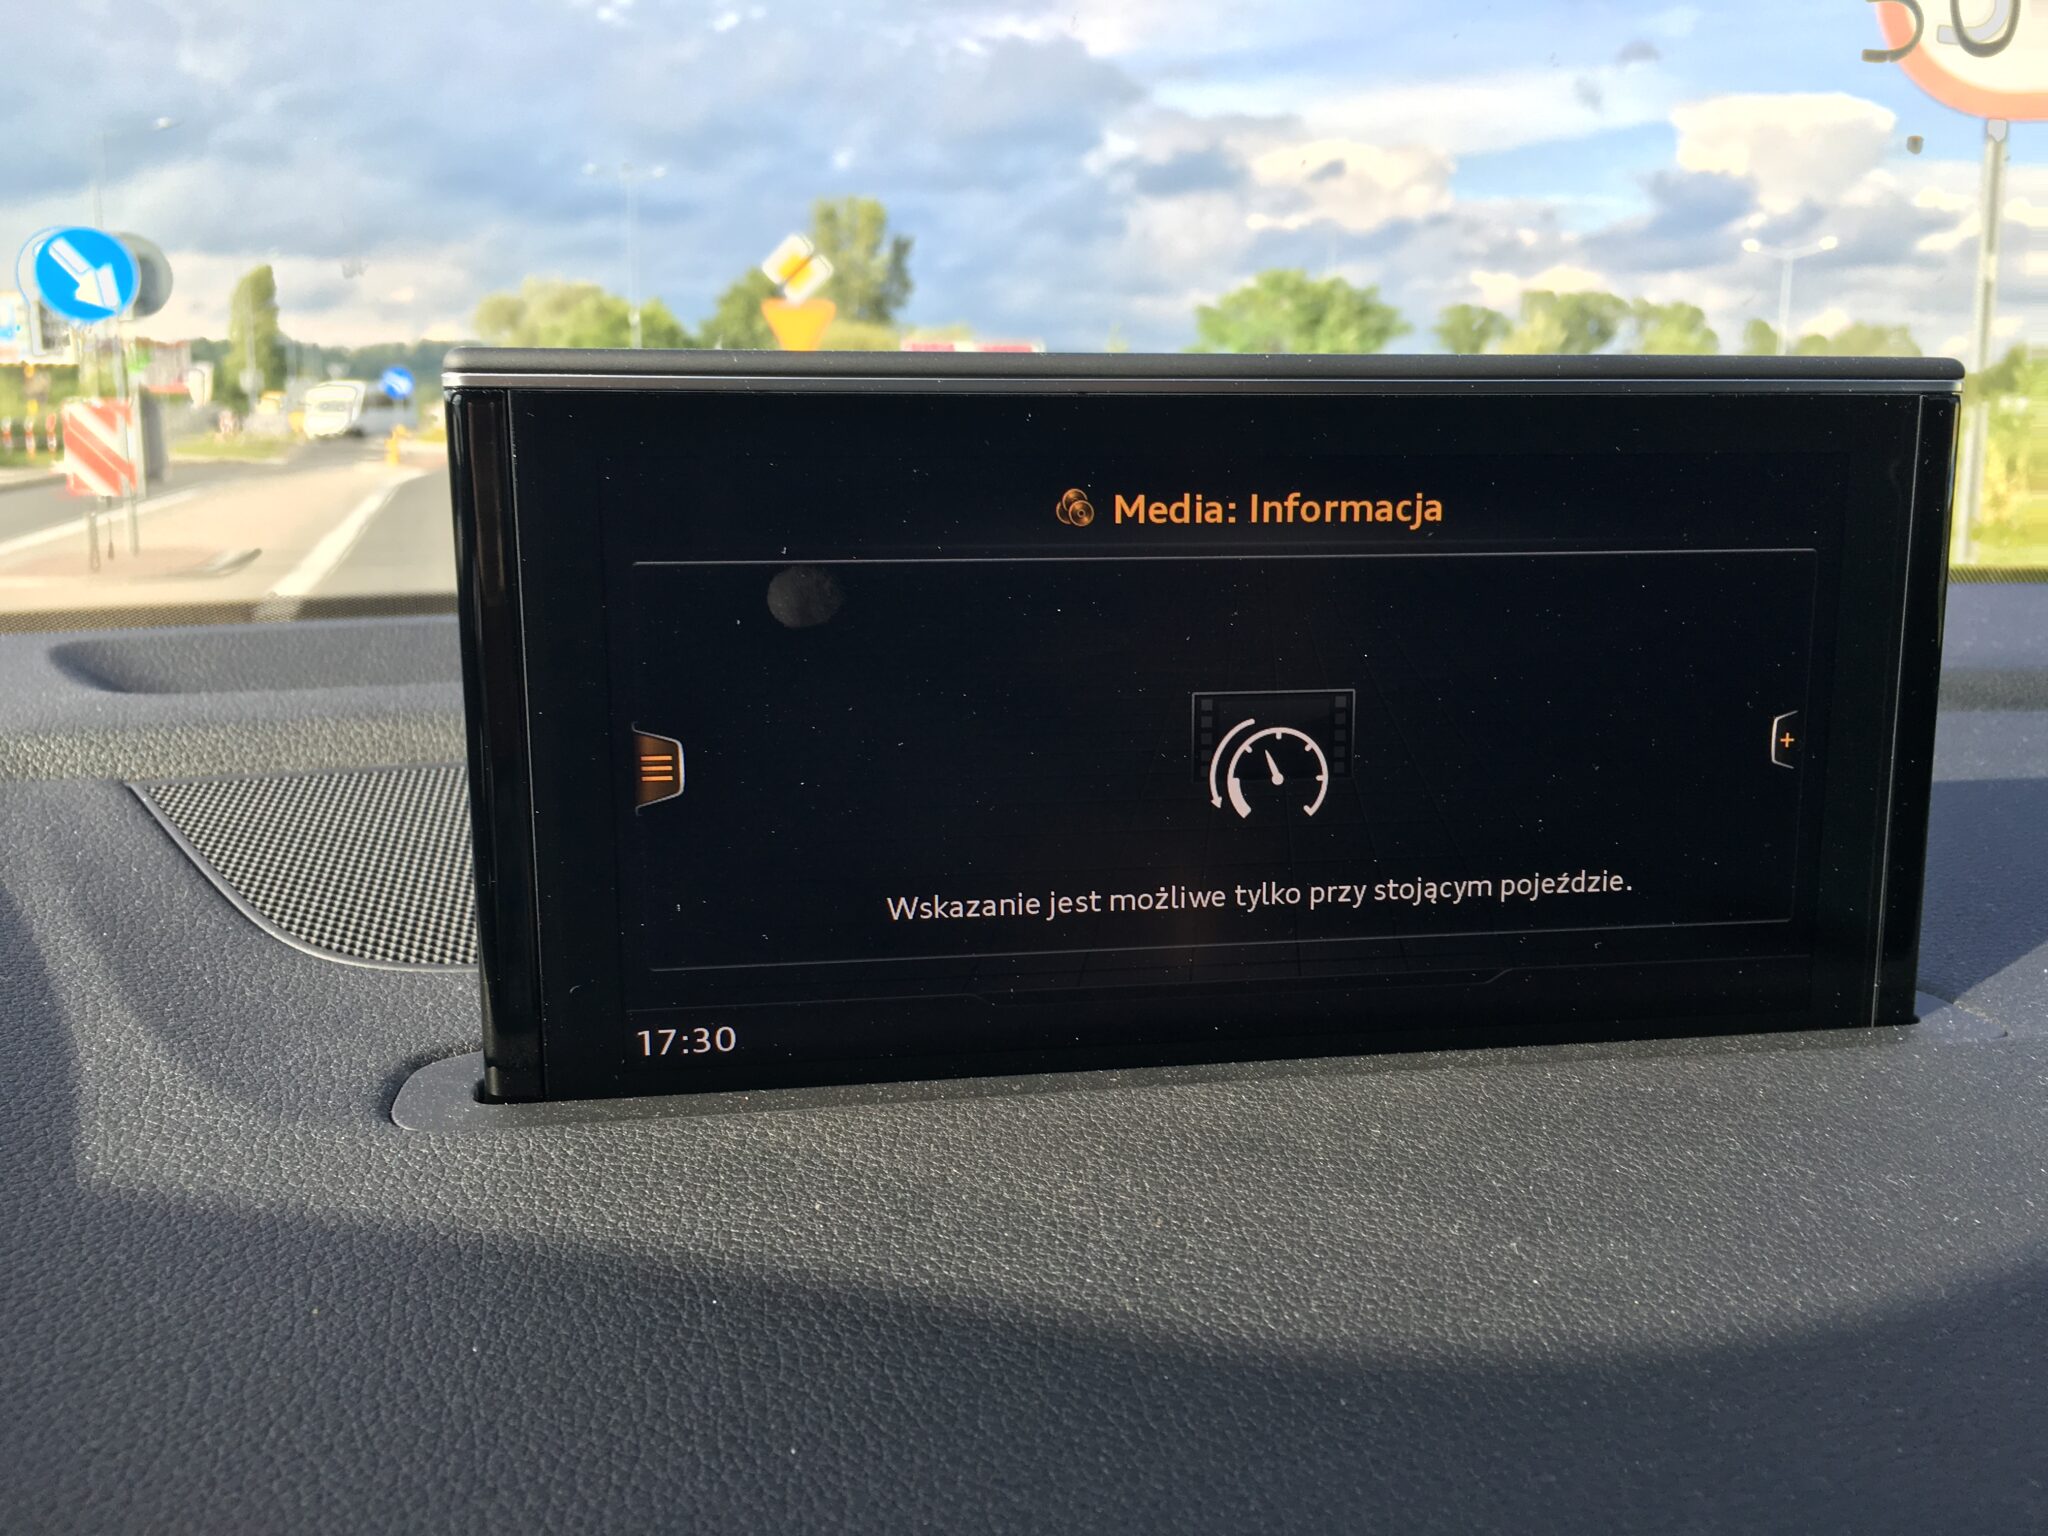 Media: Informacja
Wskazanie jest możliwe tylko przy stojącym pojeździe.
17:30